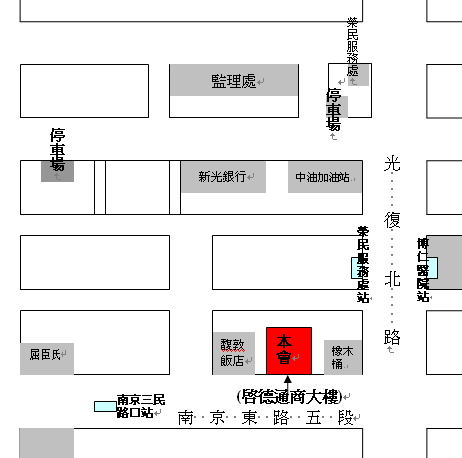 榮民服務處
監理處
停車場
停車場
新光銀行
中油加油站
光復北路
榮民服務處站
博仁醫院站
屈臣氏
馥敦
飯店
本會
橡木
桶
(啓德通商大樓)
南京三民
路口站
南京東路五段